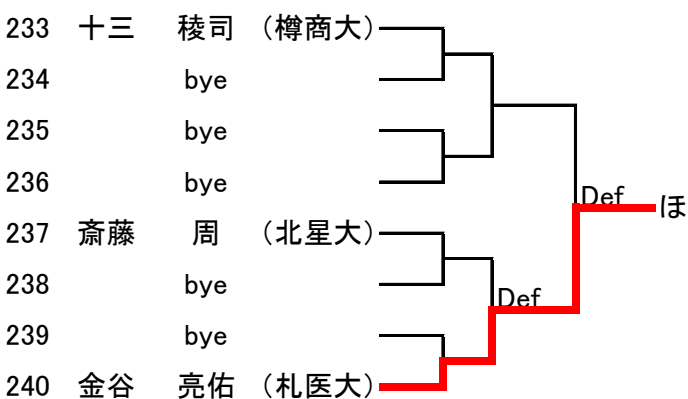 233 十三 稜司 (樽商大)
234 bye
235 bye
236 bye
Def ほ
237 斎藤 周 (北星大)
238 bye
Def
239 bye
240 金谷 亮佑 (札医大)